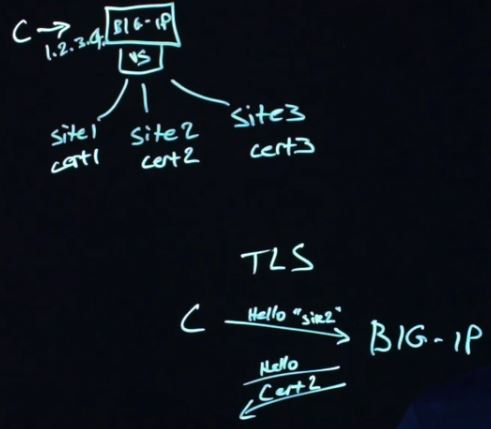 C → BIG-IP
1.2.3.4.
VS
site1 site2 site3
cert1 cert2 cert3
TLS
C Hello "site2" BIG-IP
Hello
Cert2